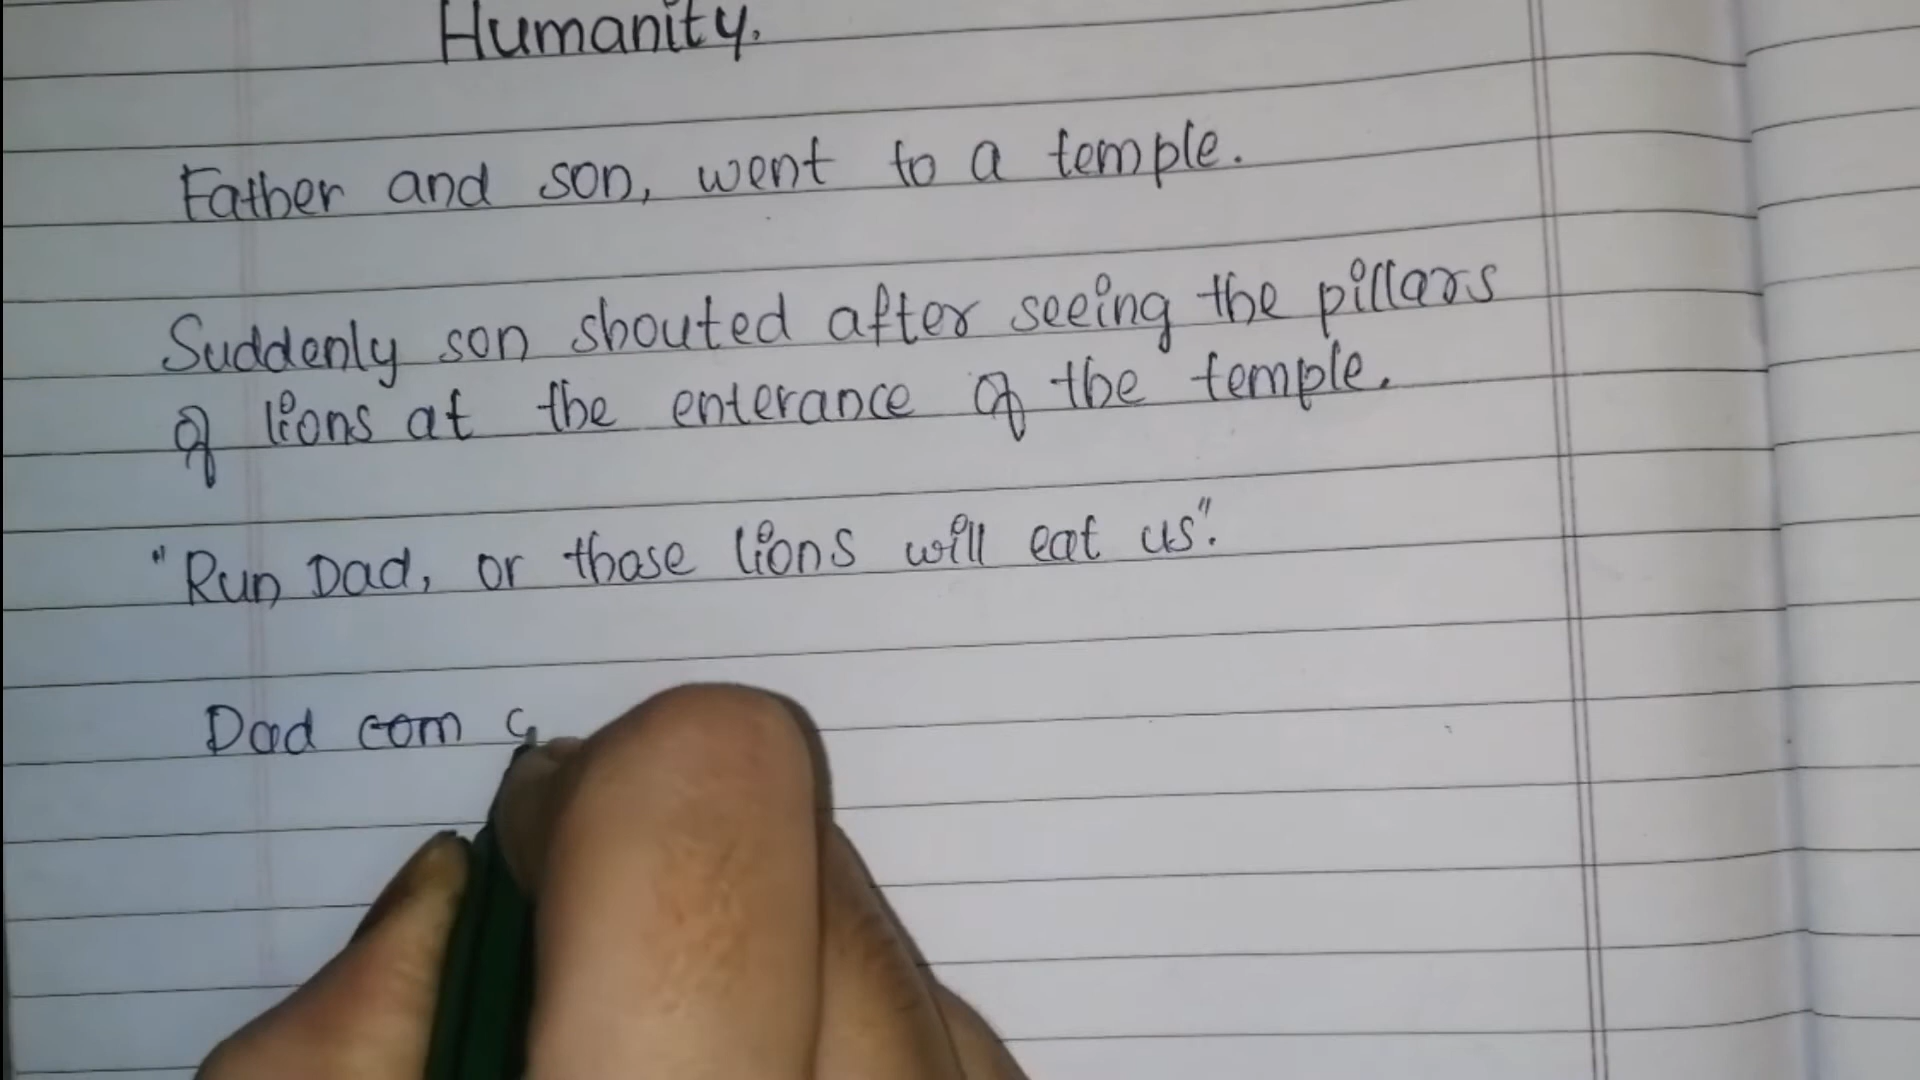 Humanity.
Father and son, went to a temple.
Suddenly son shouted after seeing the pillars
of lions at the enterance of the temple.
"Run Dad, or those lions will eat us".
Dad com